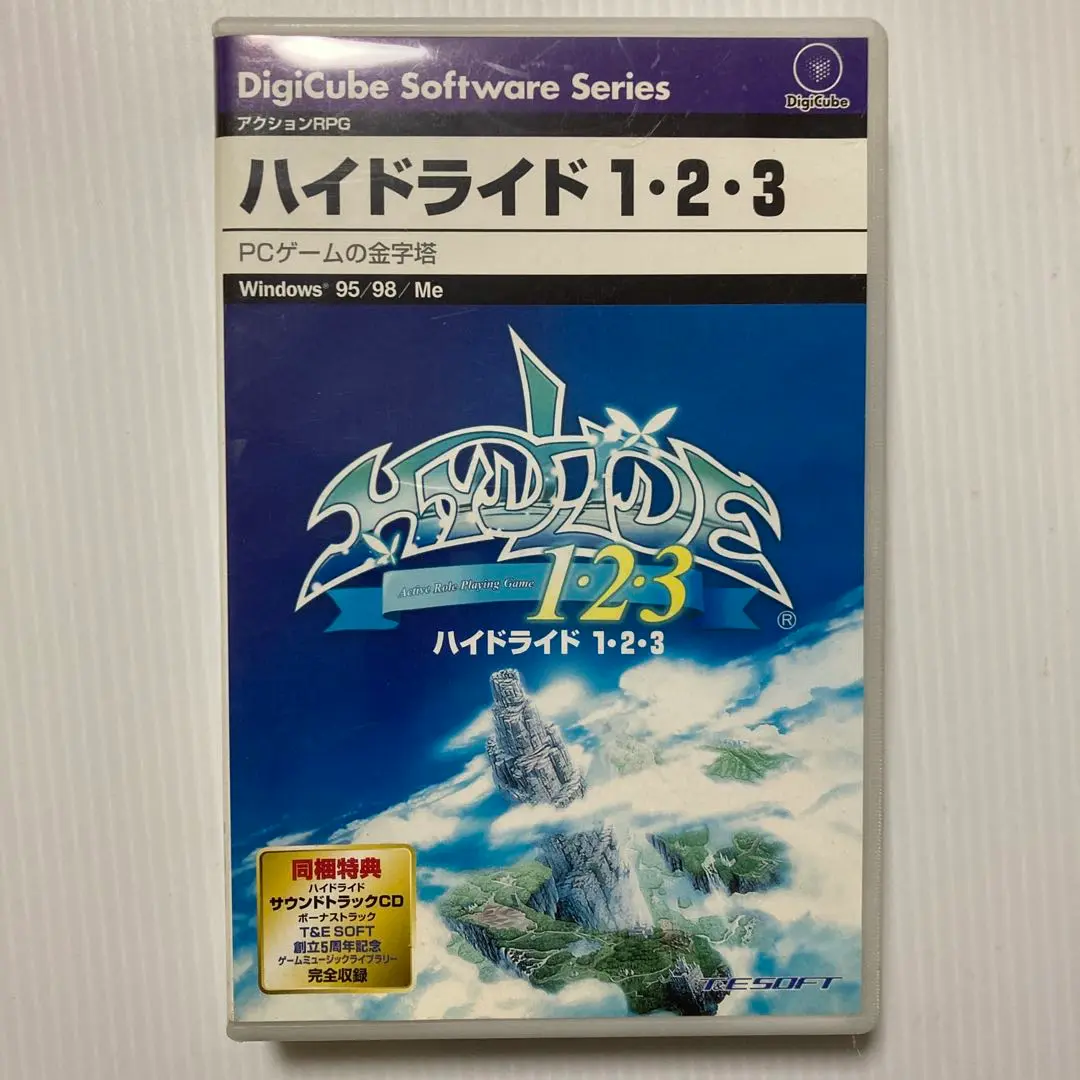 DigiCube Software Series
DigiCube
アクションRPG
ハイドライド 1・2・3
PCゲームの金字塔
Windows® 95/98/Me
HYDLIDE
Active Role Playing Game
1・2・3
®
ハイドライド 1・2・3
同梱特典
ハイドライド
サウンドトラックCD
ボーナストラック
T&E SOFT
創立5周年記念
ゲームミュージックライブラリー
完全収録
T&ESOFT